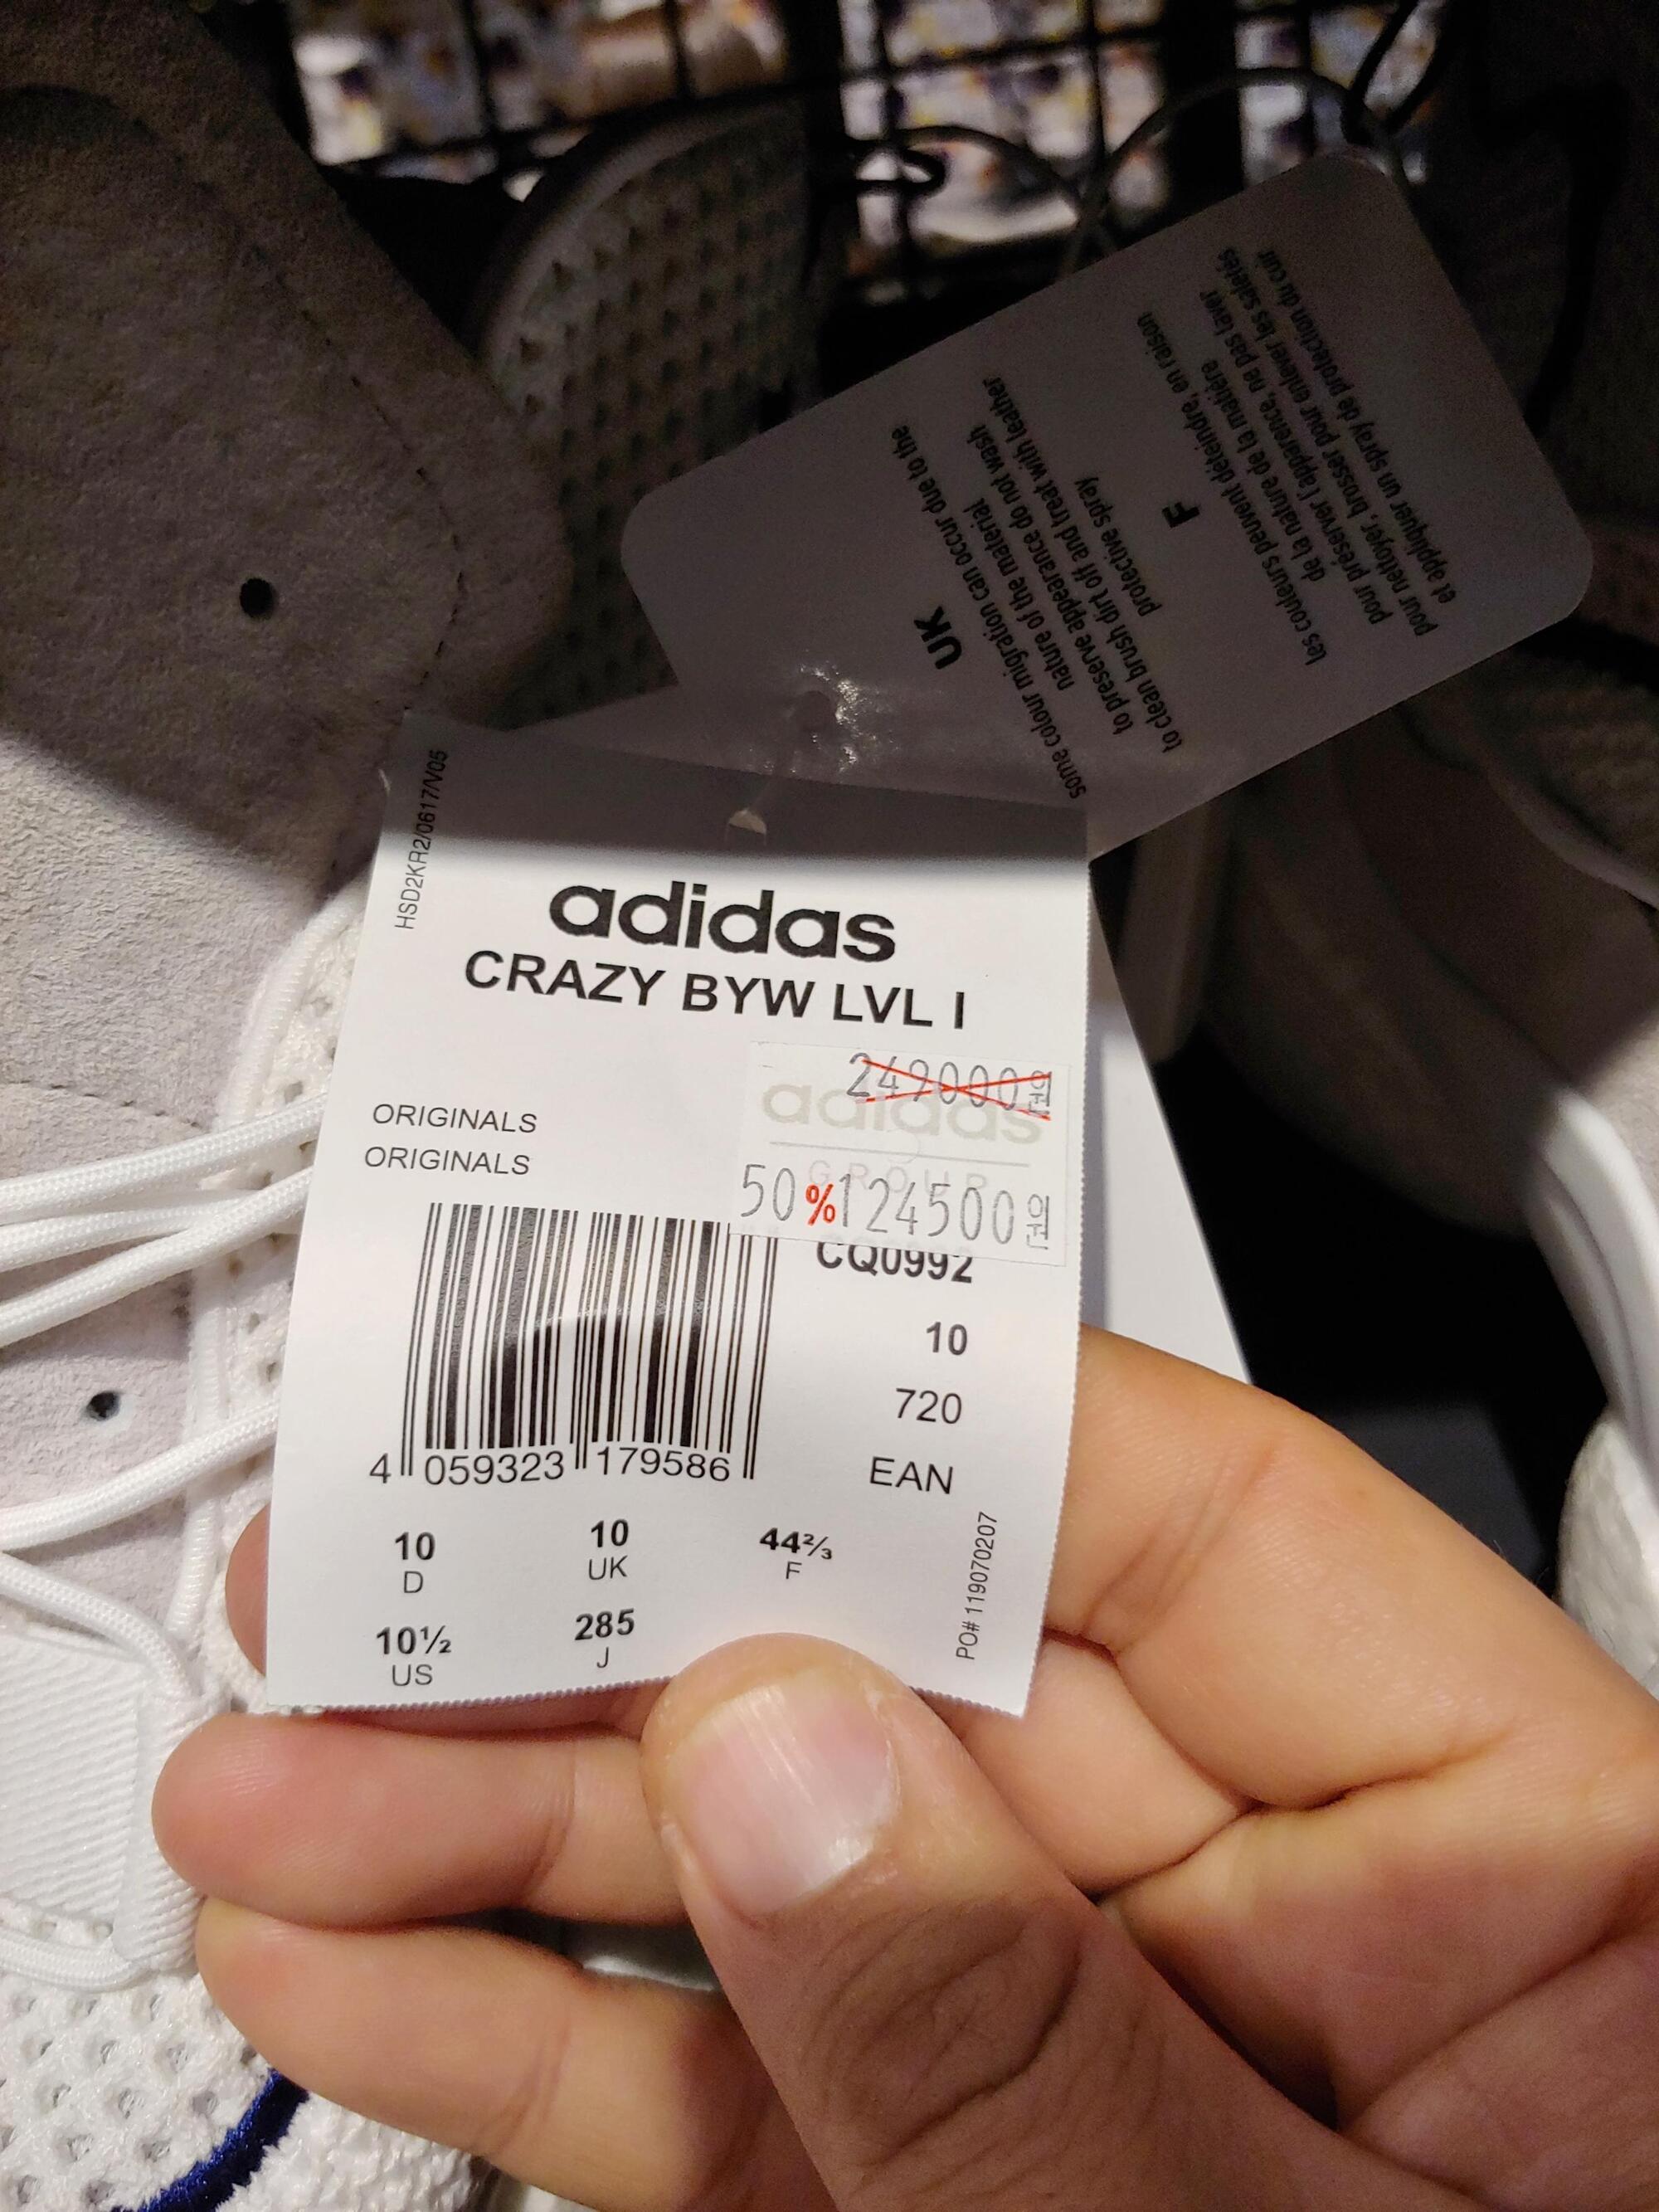 UK
some colour migration can occur due to the
nature of the material
to preserve appearance do not wash
to clean brush dirt off and treat with leather
protective spray
F
les couleurs peuvent déteindre, en raison
de la nature de la matière
pour préserver l'apparence, ne pas laver
pour nettoyer, brosser pour enlever les saletés
et appliquer un spray de protection du cuir
HSD2KR2/0617/V05
adidas
CRAZY BYW LVL I
249000원
adidas
GROUP
50%124500원
ORIGINALS
ORIGINALS
CQ0992
10
720
EAN
4 059323 179586
10 10 44⅔
D UK F
10½ 285
US J
PO# 119070207